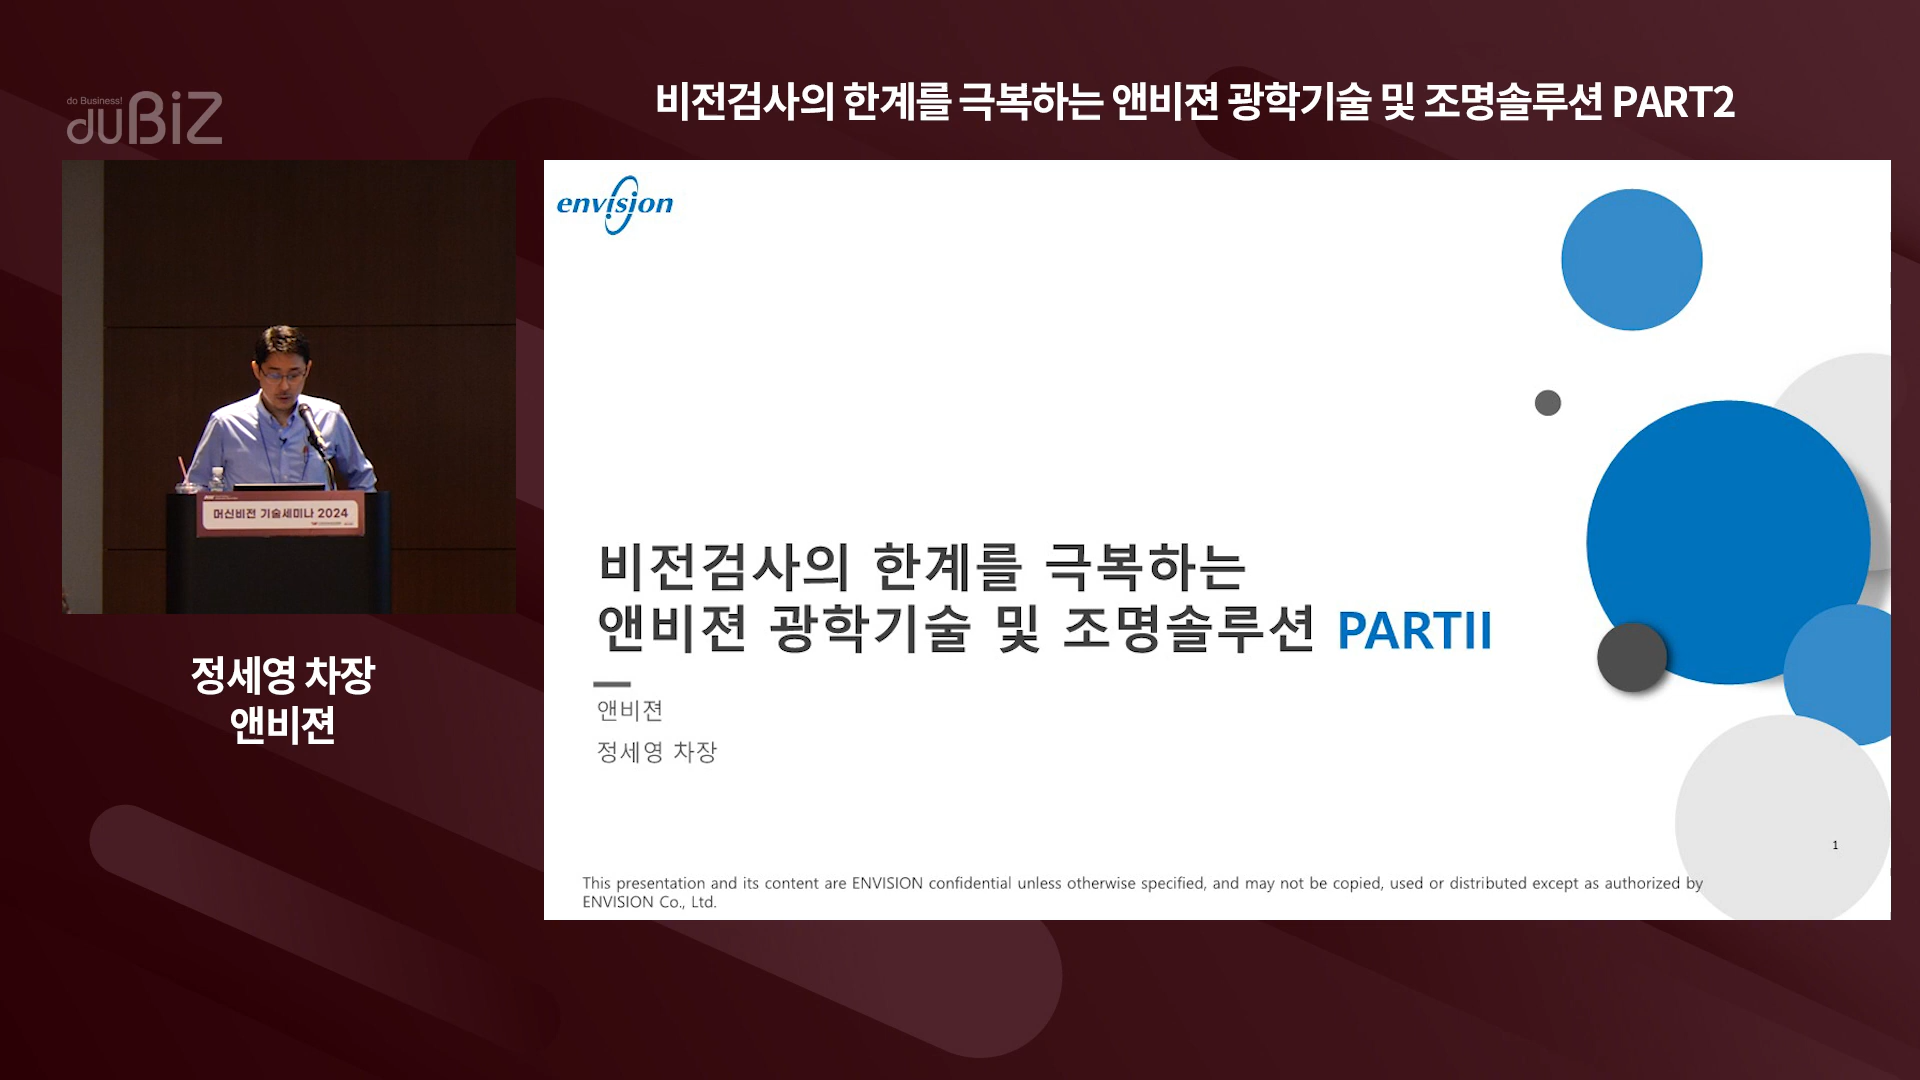 do Business!
duBiZ
비전검사의 한계를 극복하는 앤비젼 광학기술 및 조명솔루션 PART2
envision
머신비전 기술세미나 2024
정세영 차장
앤비젼
비전검사의 한계를 극복하는
앤비젼 광학기술 및 조명솔루션 PARTII
앤비젼
정세영 차장
1
This presentation and its content are ENVISION confidential unless otherwise specified, and may not be copied, used or distributed except as authorized by
ENVISION Co., Ltd.